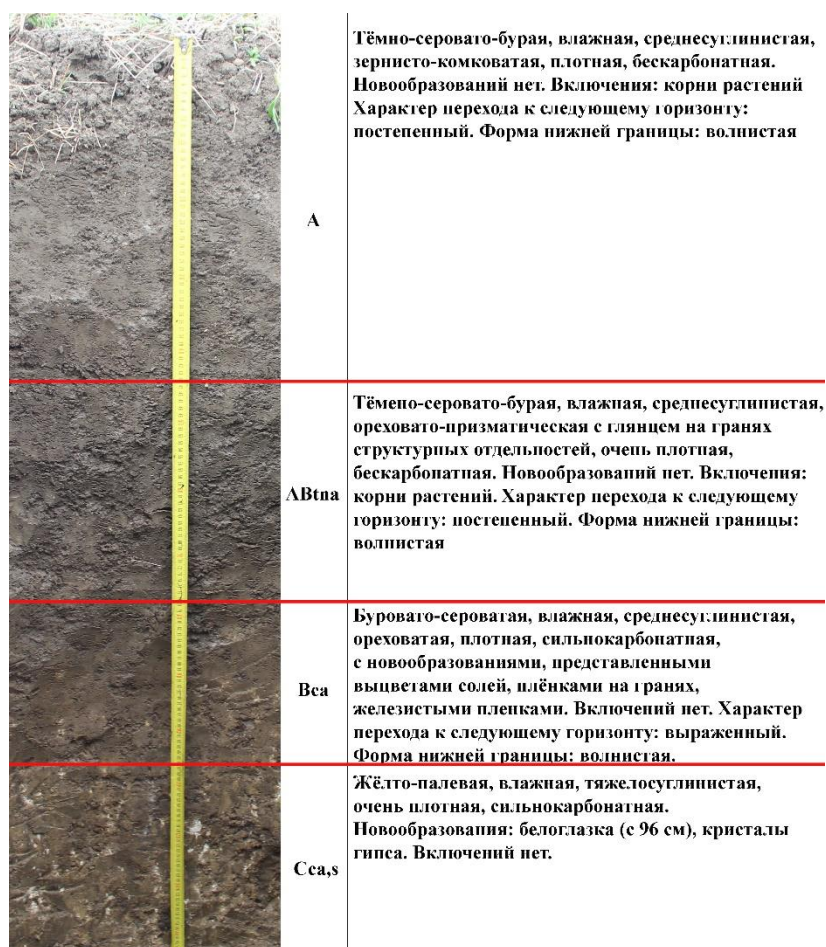 Тёмно-серовато-бурая, влажная, среднесуглинистая,
зернисто-комковатая, плотная, бескарбонатная.
Новообразований нет. Включения: корни растений
Характер перехода к следующему горизонту:
постепенный. Форма нижней границы: волнистая
A
Тёмено-серовато-бурая, влажная, среднесуглинистая,
ореховато-призматическая с глянцем на гранях
структурных отдельностей, очень плотная,
бескарбонатная. Новообразований нет. Включения:
корни растений. Характер перехода к следующему
горизонту: постепенный. Форма нижней границы:
волнистая
ABtna
Буровато-сероватая, влажная, среднесуглинистая,
ореховатая, плотная, сильнокарбонатная,
с новообразованиями, представленными
выцветами солей, плёнками на гранях,
железистыми пленками. Включений нет. Характер
перехода к следующему горизонту: выраженный.
Форма нижней границы: волнистая.
Bca
Жёлто-палевая, влажная, тяжелосуглинистая,
очень плотная, сильнокарбонатная.
Новообразования: белоглазка (с 96 см), кристалы
гипса. Включений нет.
Cca,s